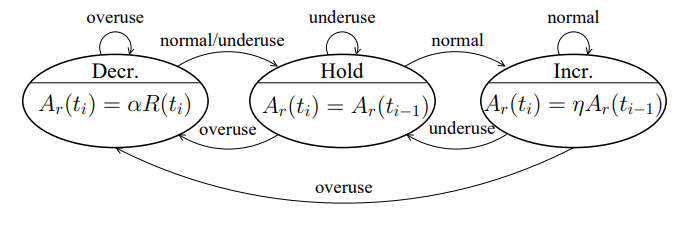 overuse underuse normal
normal/underuse normal
Decr. Hold Incr.
A_r(t_i) = αR(t_i) A_r(t_i) = A_r(t_{i−1}) A_r(t_i) = ηA_r(t_{i−1})
overuse underuse
overuse